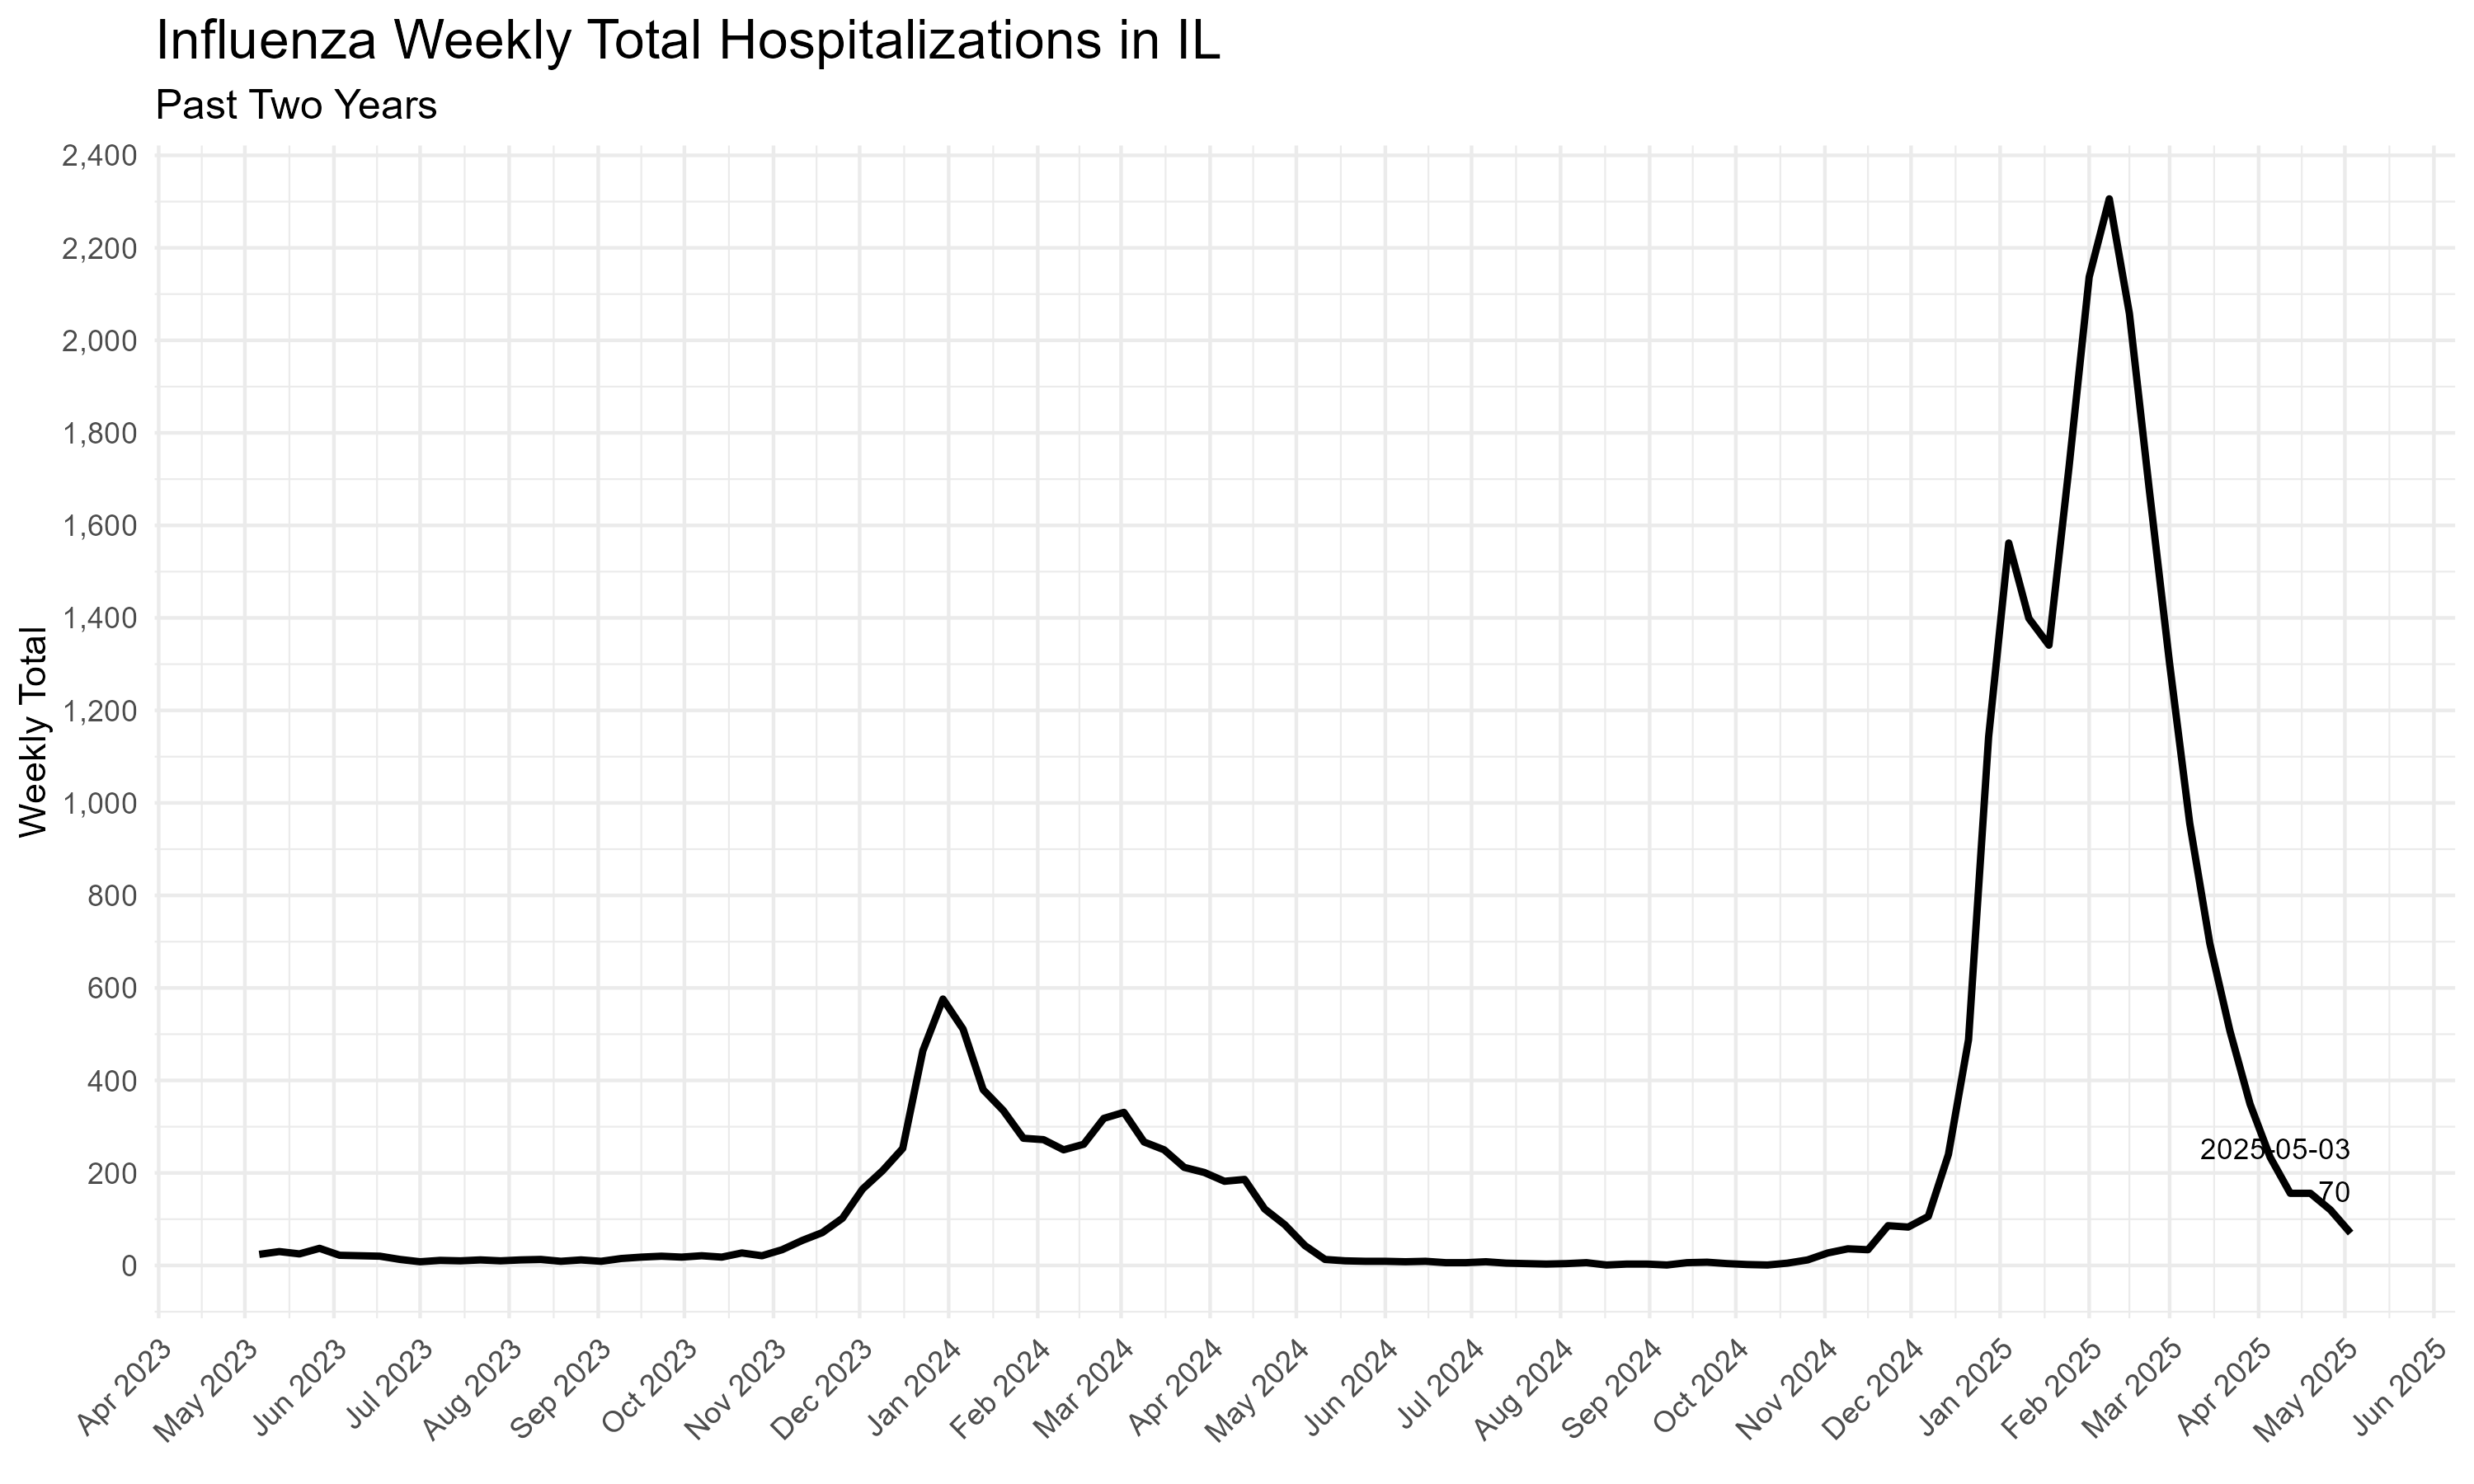 Influenza Weekly Total Hospitalizations in IL
Past Two Years
2,400
2,200
2,000
1,800
1,600
1,400
1,200
1,000
800
600
400
200
0
Weekly Total
2025-05-03
70
Apr 2023
May 2023
Jun 2023
Jul 2023
Aug 2023
Sep 2023
Oct 2023
Nov 2023
Dec 2023
Jan 2024
Feb 2024
Mar 2024
Apr 2024
May 2024
Jun 2024
Jul 2024
Aug 2024
Sep 2024
Oct 2024
Nov 2024
Dec 2024
Jan 2025
Feb 2025
Mar 2025
Apr 2025
May 2025
Jun 2025